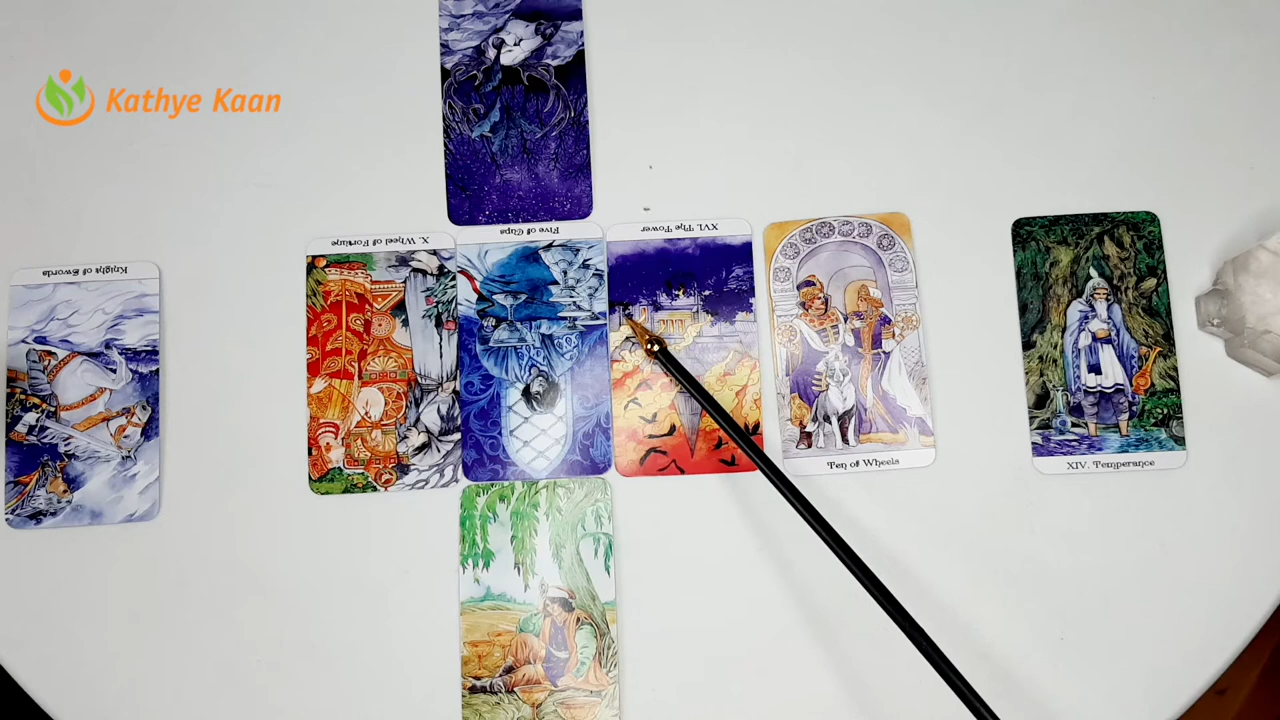 Kathye Kaan
Knight of Swords
X. Wheel of Fortune
Five of Cups
XVI. The Tower
Ten of Wheels
XIV. Temperance